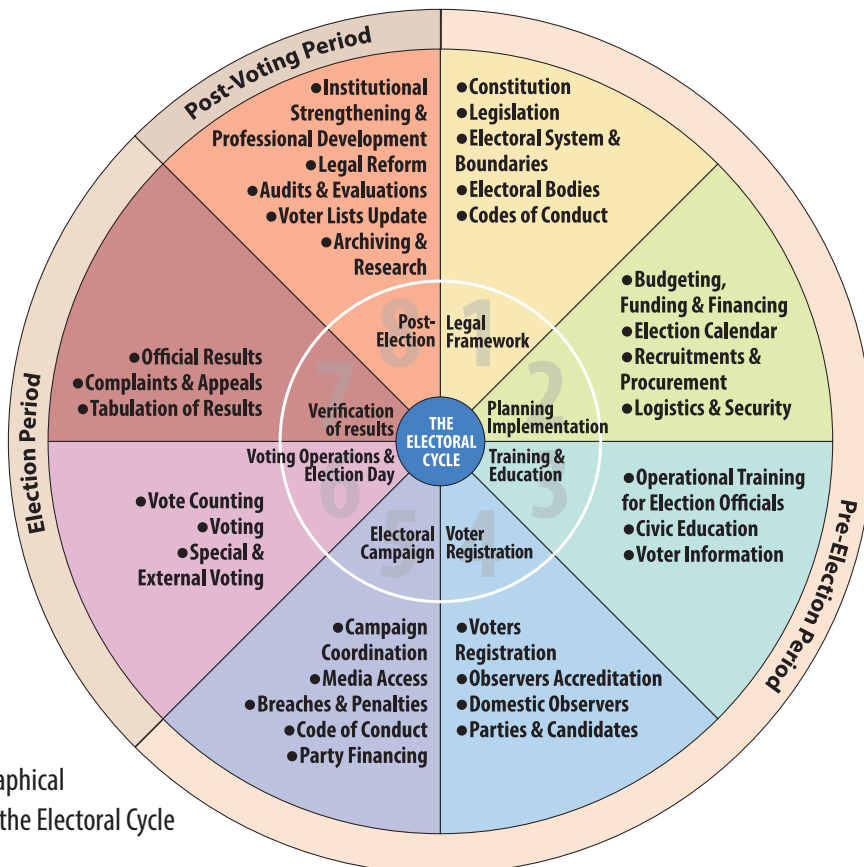 Post-Voting Period
Election Period
Pre-Election Period
THE
ELECTORAL
CYCLE
1
Legal
Framework
●Constitution
●Legislation
●Electoral System &
Boundaries
●Electoral Bodies
●Codes of Conduct
2
Planning
Implementation
●Budgeting,
Funding & Financing
●Election Calendar
●Recruitments &
Procurement
●Logistics & Security
3
Training &
Education
●Operational Training
for Election Officials
●Civic Education
●Voter Information
4
Voter
Registration
●Voters
Registration
●Observers Accreditation
●Domestic Observers
●Parties & Candidates
5
Electoral
Campaign
●Campaign
Coordination
●Media Access
●Breaches & Penalties
●Code of Conduct
●Party Financing
6
Voting Operations &
Election Day
●Vote Counting
●Voting
●Special &
External Voting
7
Verification
of results
●Official Results
●Complaints & Appeals
●Tabulation of Results
8
Post-
Election
●Institutional
Strengthening &
Professional Development
●Legal Reform
●Audits & Evaluations
●Voter Lists Update
●Archiving &
Research
the Electoral Cycle